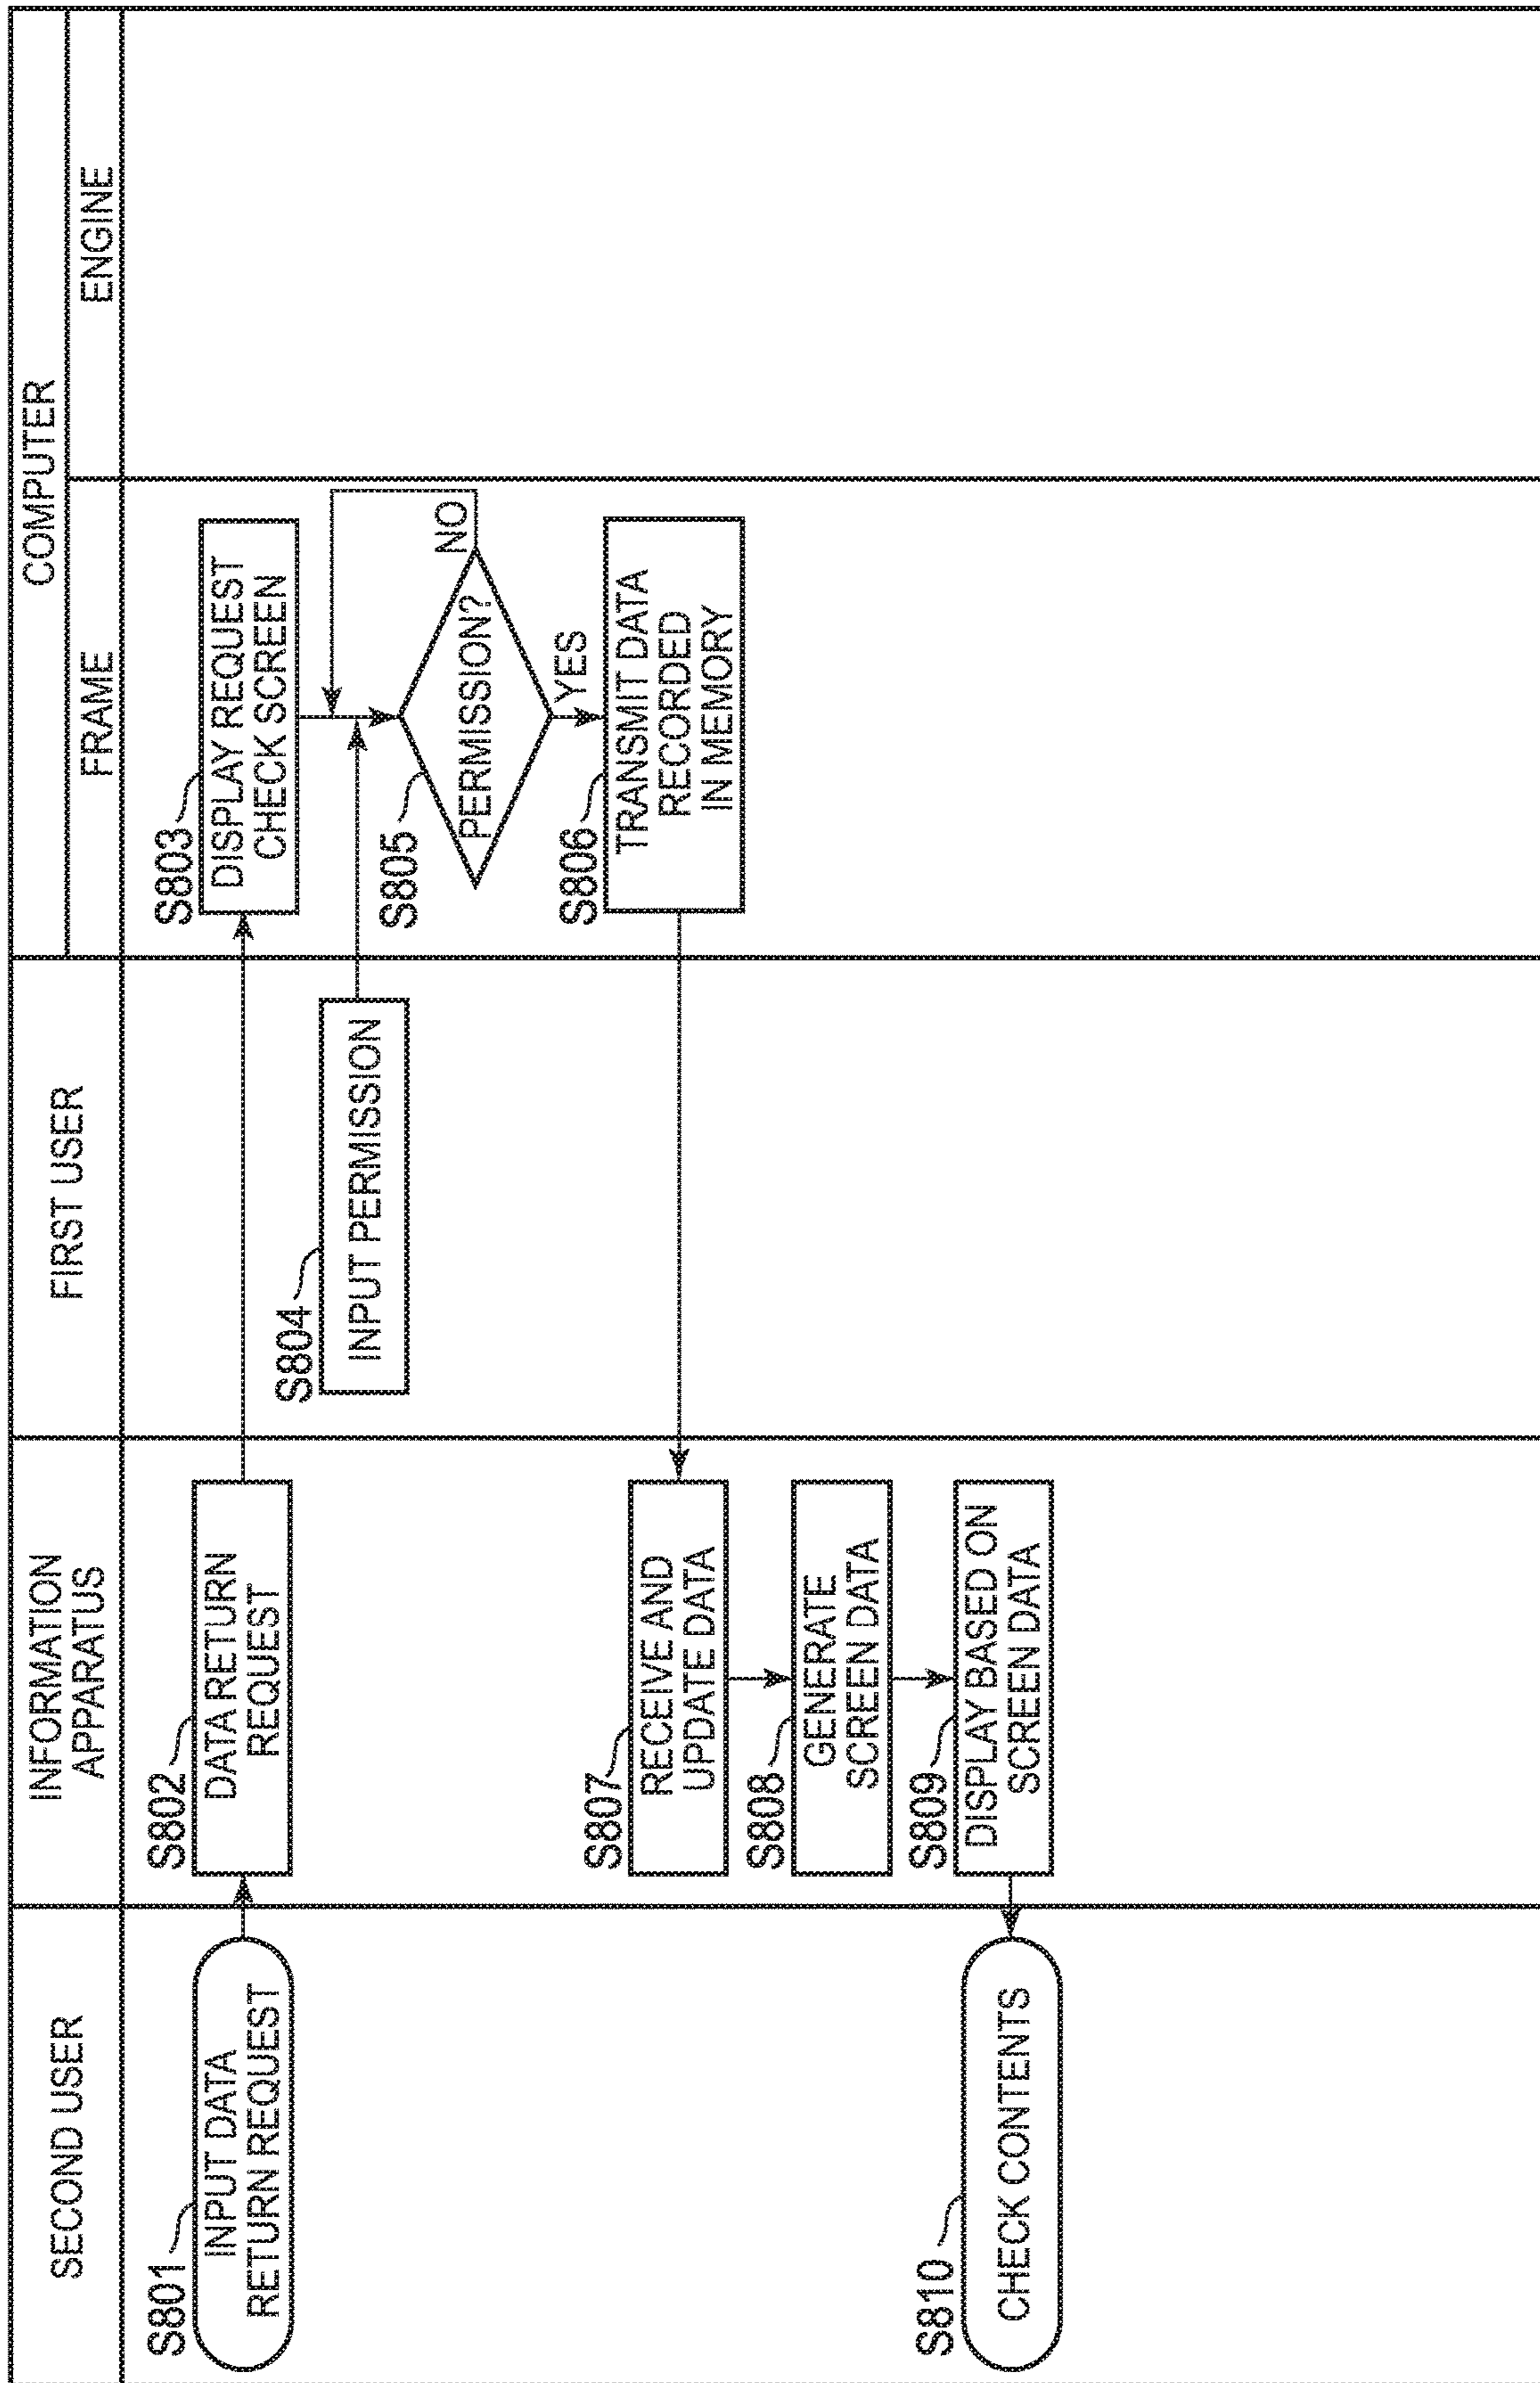 SECOND USER
INFORMATION
APPARATUS
FIRST USER
COMPUTER
FRAME
ENGINE
S801
INPUT DATA
RETURN REQUEST
S802
DATA RETURN
REQUEST
S803
DISPLAY REQUEST
CHECK SCREEN
S804
INPUT PERMISSION
S805
PERMISSION?
NO
YES
S806
TRANSMIT DATA
RECORDED
IN MEMORY
S807
RECEIVE AND
UPDATE DATA
S808
GENERATE
SCREEN DATA
S809
DISPLAY BASED ON
SCREEN DATA
S810
CHECK CONTENTS